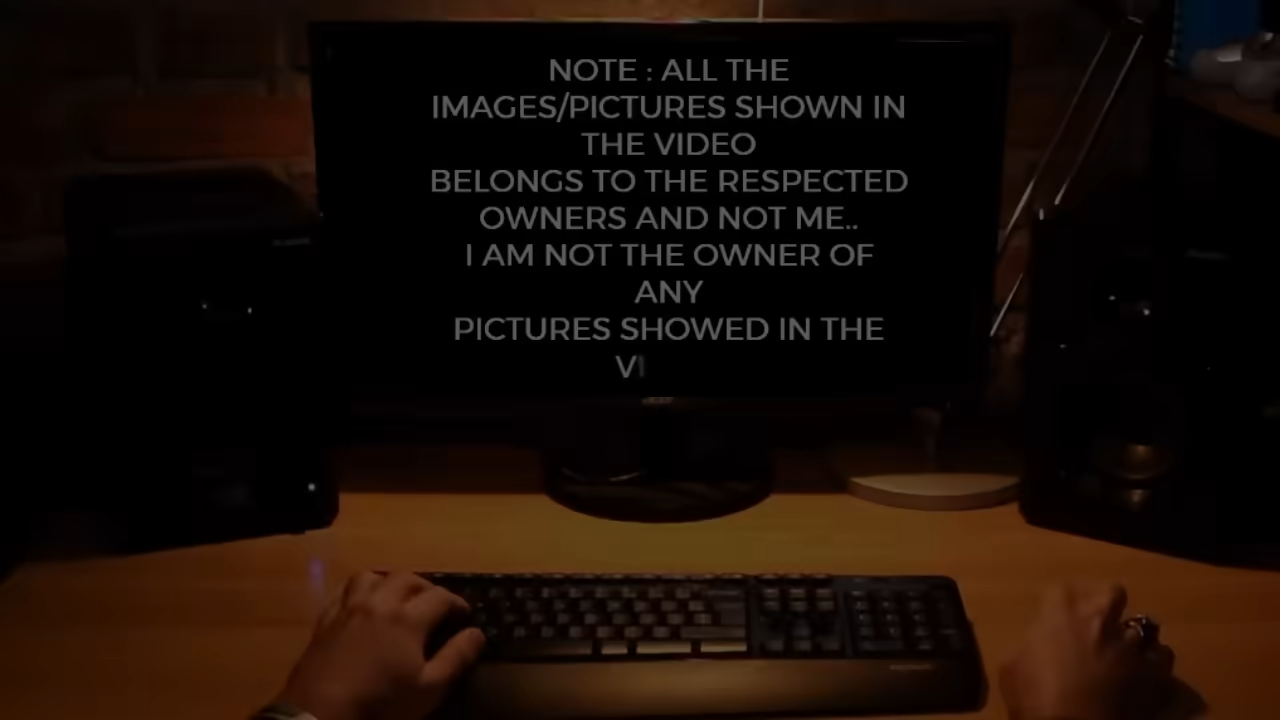 NOTE : ALL THE
IMAGES/PICTURES SHOWN IN
THE VIDEO
BELONGS TO THE RESPECTED
OWNERS AND NOT ME..
I AM NOT THE OWNER OF
ANY
PICTURES SHOWED IN THE
VI